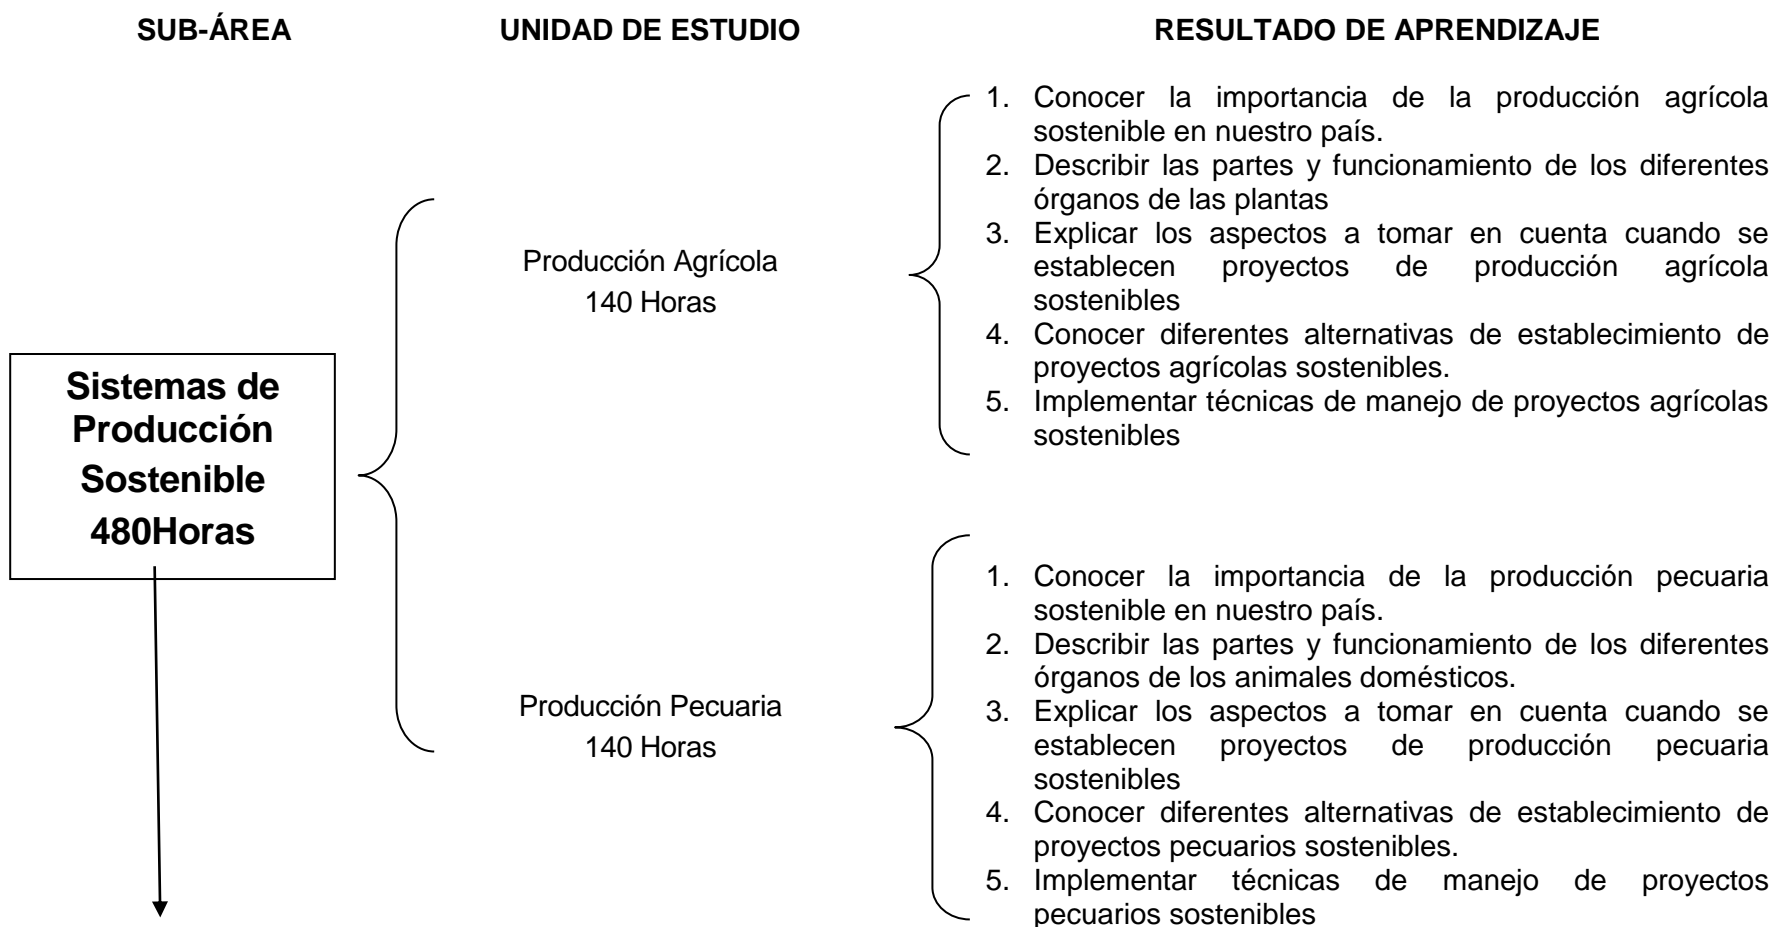 SUB-ÁREA UNIDAD DE ESTUDIO RESULTADO DE APRENDIZAJE
Sistemas de
Producción
Sostenible
480Horas
Producción Agrícola
140 Horas
1. Conocer la importancia de la producción agrícola
sostenible en nuestro país.
2. Describir las partes y funcionamiento de los diferentes
órganos de las plantas
3. Explicar los aspectos a tomar en cuenta cuando se
establecen proyectos de producción agrícola
sostenibles
4. Conocer diferentes alternativas de establecimiento de
proyectos agrícolas sostenibles.
5. Implementar técnicas de manejo de proyectos agrícolas
sostenibles
Producción Pecuaria
140 Horas
1. Conocer la importancia de la producción pecuaria
sostenible en nuestro país.
2. Describir las partes y funcionamiento de los diferentes
órganos de los animales domésticos.
3. Explicar los aspectos a tomar en cuenta cuando se
establecen proyectos de producción pecuaria
sostenibles
4. Conocer diferentes alternativas de establecimiento de
proyectos pecuarios sostenibles.
5. Implementar técnicas de manejo de proyectos
pecuarios sostenibles